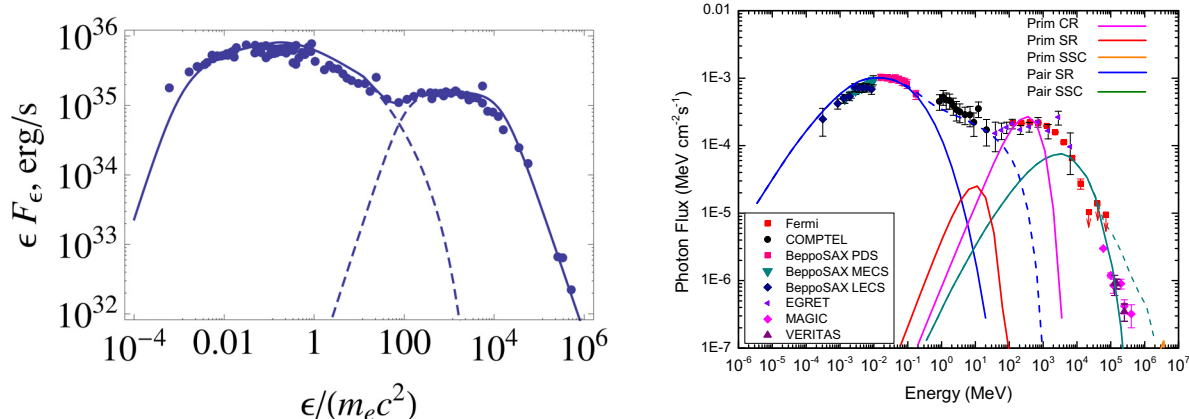 10^36
10^35
10^34
10^33
10^32
ϵ F_ϵ, erg/s
10^−4
0.01
1
100
10^4
10^6
ϵ/(m_e c^2)
0.01
1E-3
1E-4
1E-5
1E-6
1E-7
Photon Flux (MeV cm^-2 s^-1)
Prim CR
Prim SR
Prim SSC
Pair SR
Pair SSC
Fermi
COMPTEL
BeppoSAX PDS
BeppoSAX MECS
BeppoSAX LECS
EGRET
MAGIC
VERITAS
10^-6 10^-5 10^-4 10^-3 10^-2 10^-1 10^0 10^1 10^2 10^3 10^4 10^5 10^6 10^7
Energy (MeV)